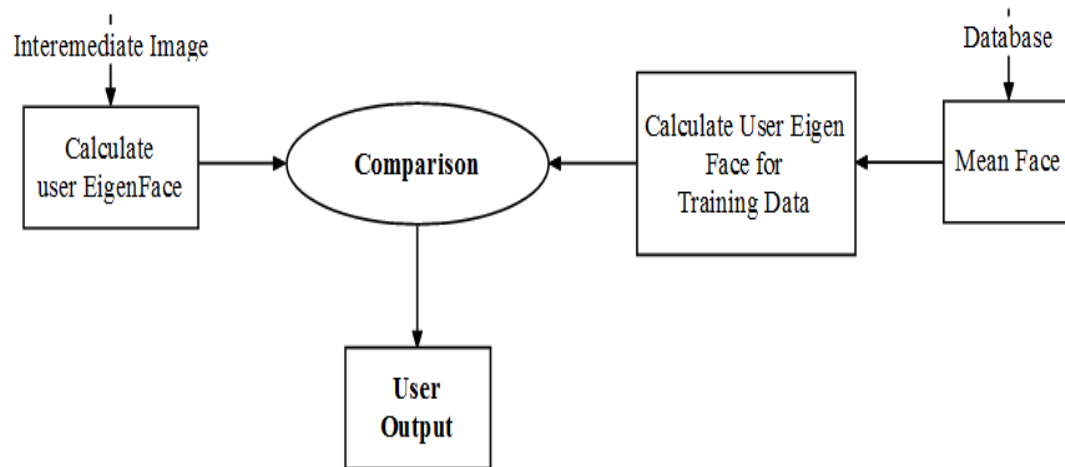 Interemediate Image
Database
Calculate
user EigenFace
Comparison
Calculate User Eigen
Face for
Training Data
Mean Face
User
Output